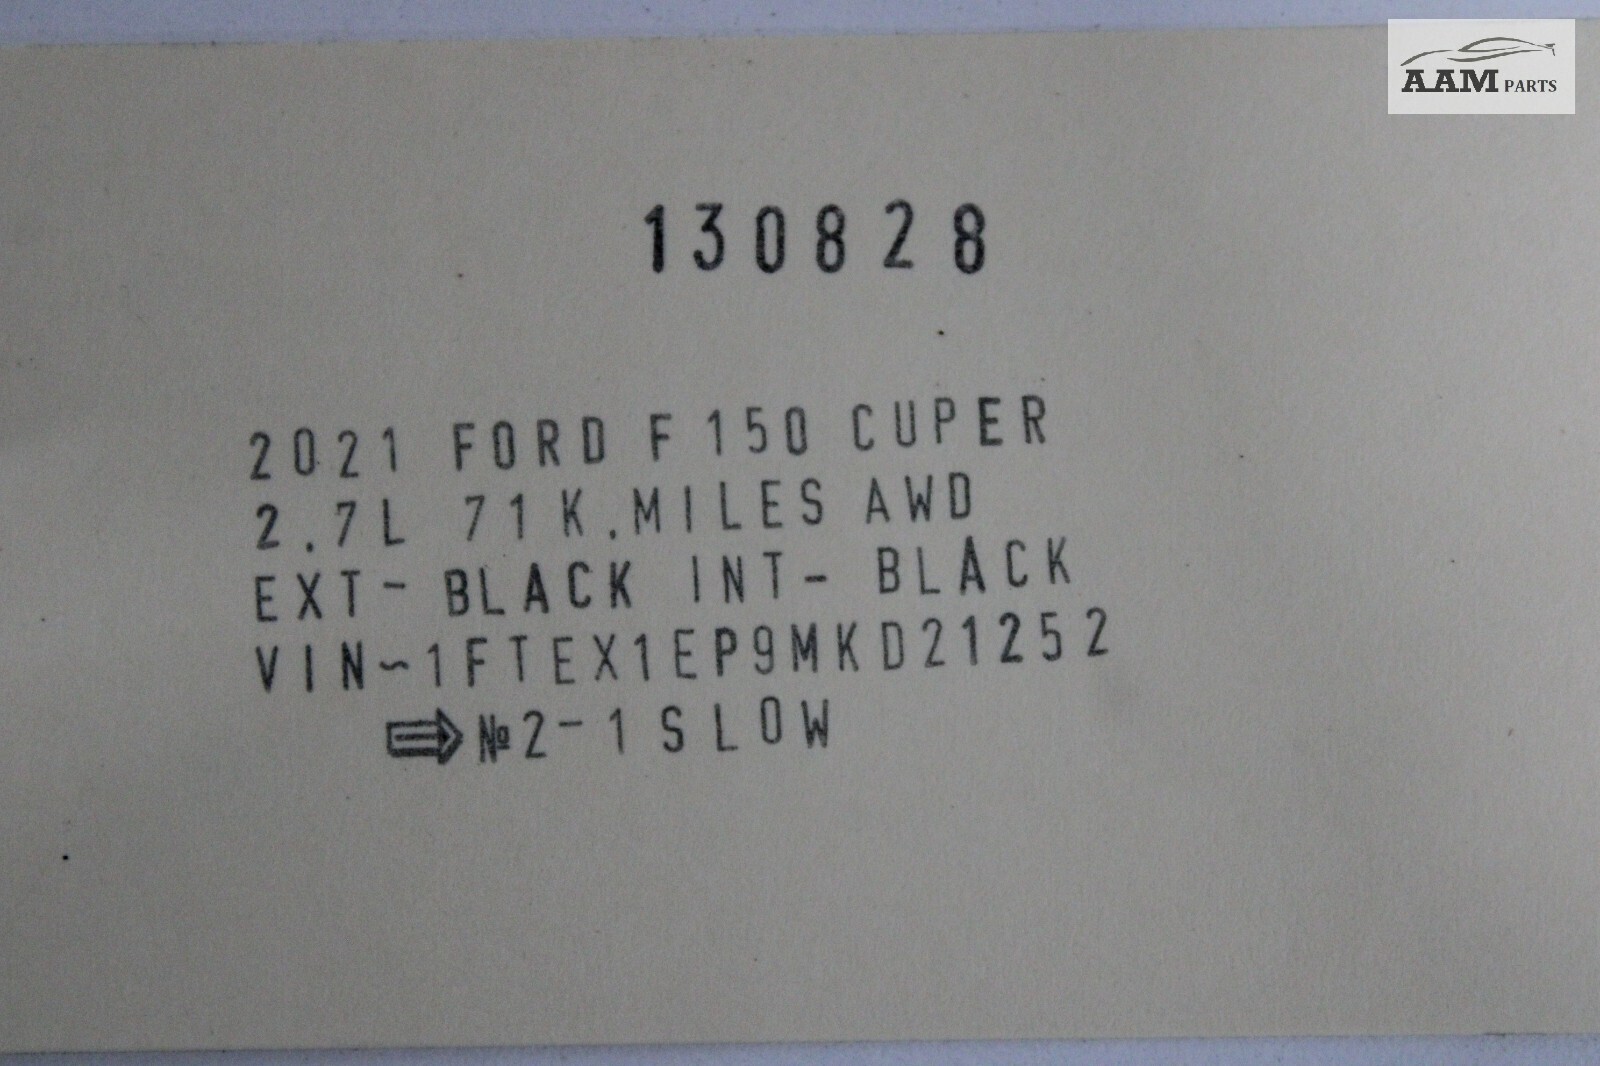 AAM PARTS
130828
2021 FORD F 150 CUPER
2.7L 71K.MILES AWD
EXT- BLACK INT- BLACK
VIN~1FTEX1EP9MKD21252
⇨ №2-1 SLOW